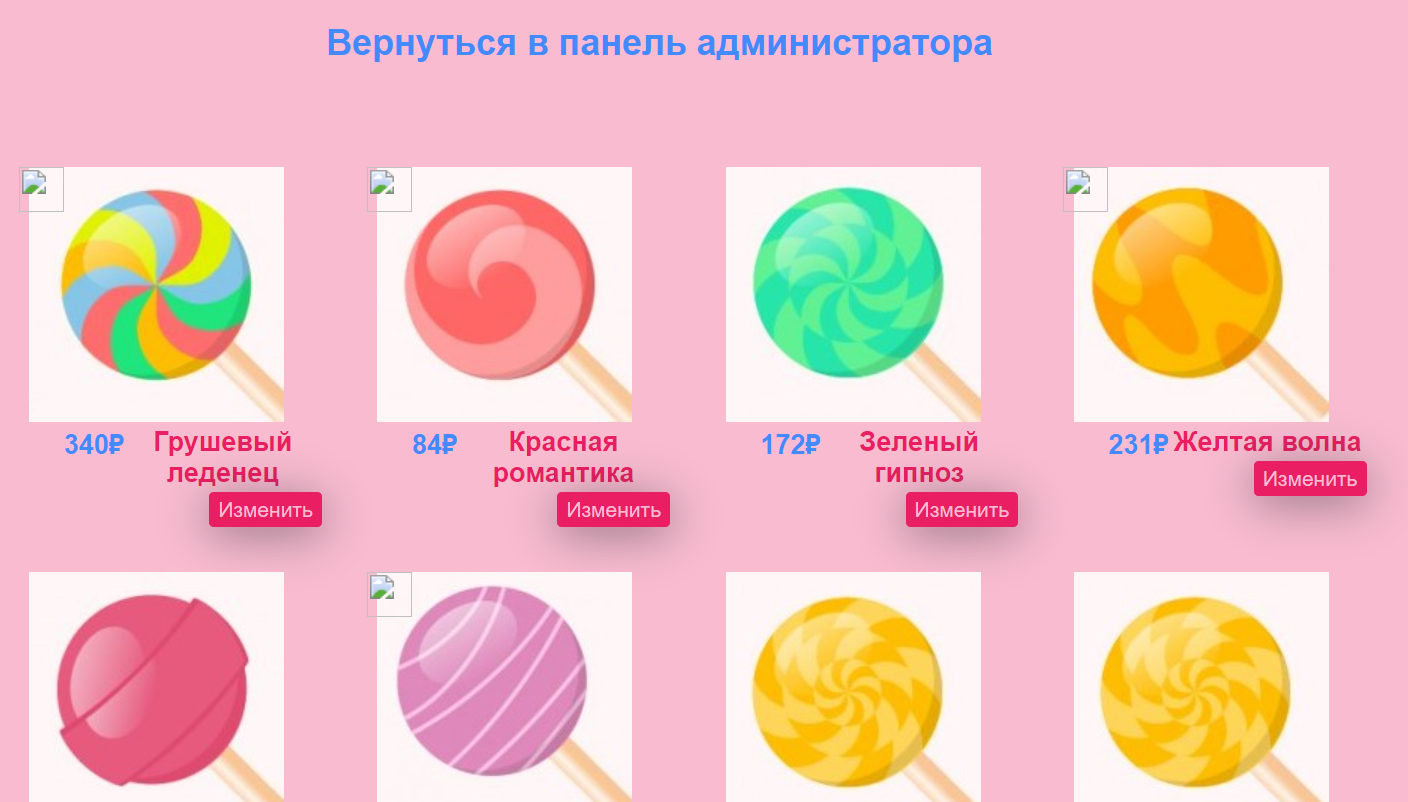 Вернуться в панель администратора
340₽ Грушевый
леденец
Изменить
84₽ Красная
романтика
Изменить
172₽ Зеленый
гипноз
Изменить
231₽ Желтая волна
Изменить